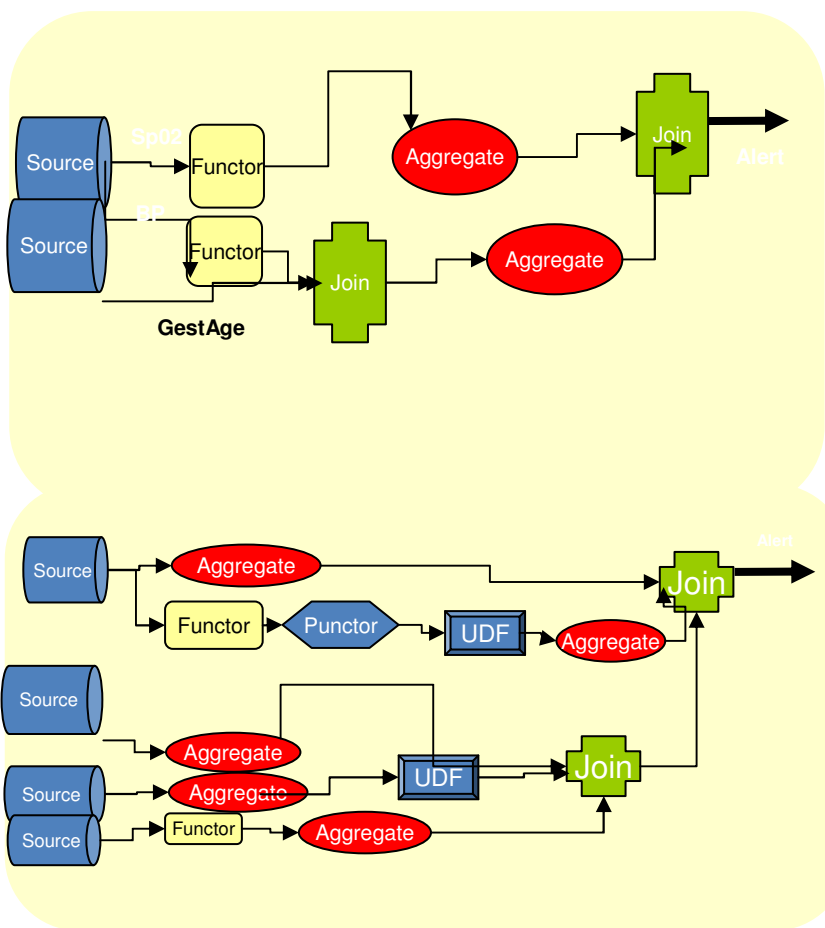 Sp02
Source
Functor
Aggregate
Join
Alert
BP
Source
Functor
Join
Aggregate
GestAge
Alert
Source
Aggregate
Join
Functor
Punctor
UDF
Aggregate
Source
Aggregate
Source
Aggregate
UDF
Join
Source
Functor
Aggregate